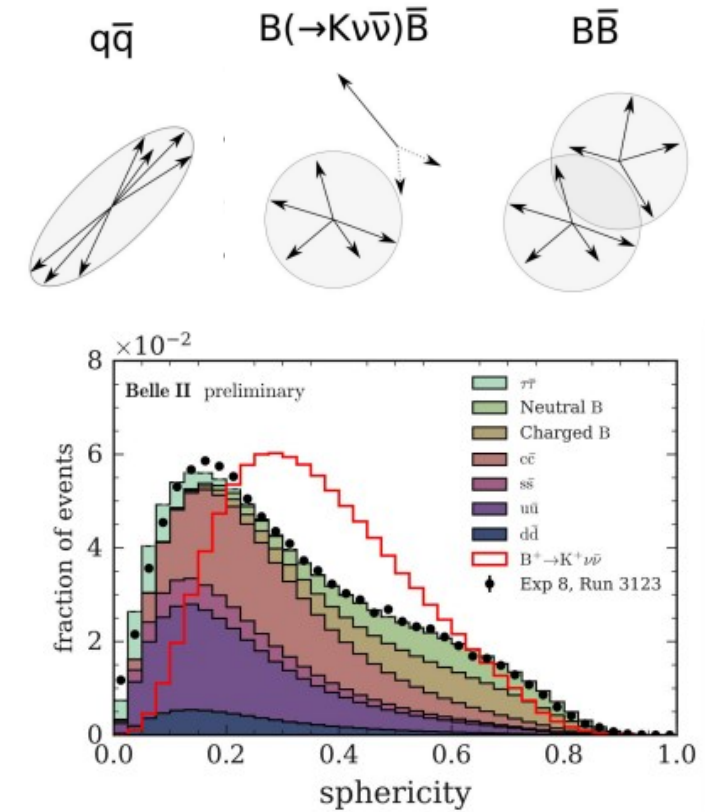 qq̅
B(→Kνν̅)B̅
BB̅
×10⁻²
Belle II preliminary
ττ̅
Neutral B
Charged B
cc̅
ss̅
uu̅
dd̅
B⁺→K⁺νν̅
Exp 8, Run 3123
fraction of events
8
6
4
2
0
0.0 0.2 0.4 0.6 0.8 1.0
sphericity